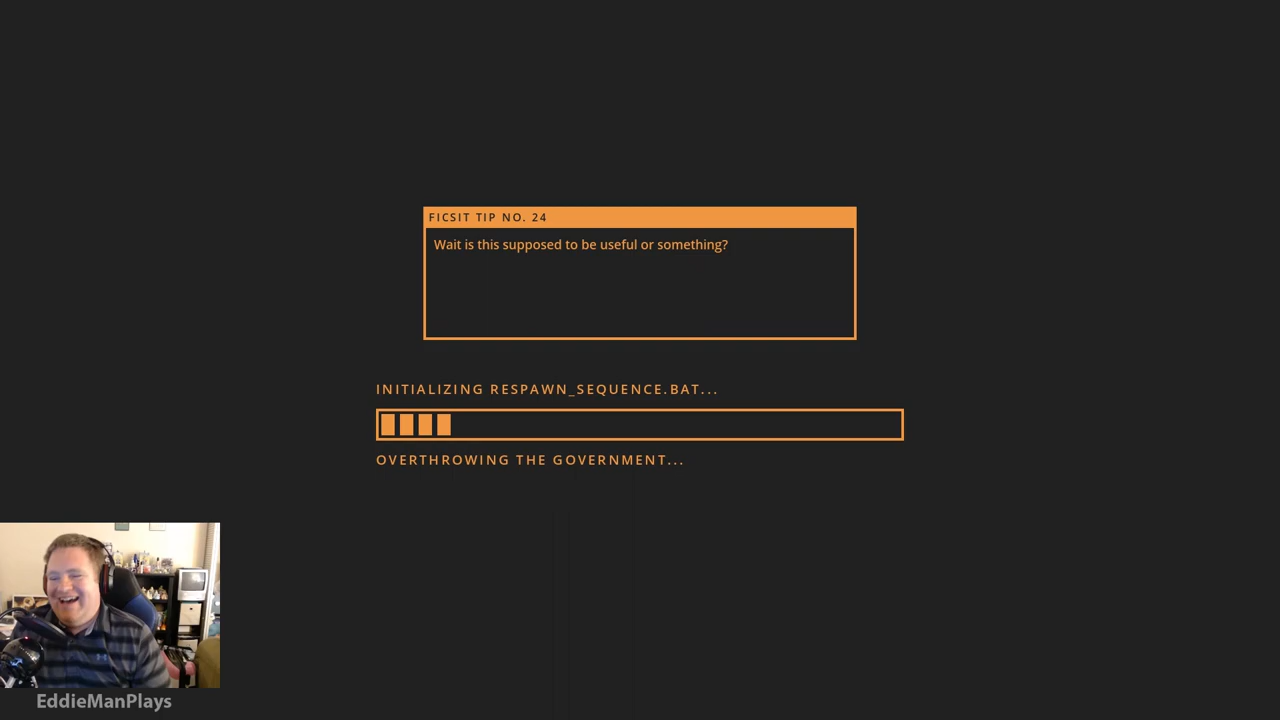 FICSIT TIP NO. 24
Wait is this supposed to be useful or something?
INITIALIZING RESPAWN_SEQUENCE.BAT...
OVERTHROWING THE GOVERNMENT...
EddieManPlays